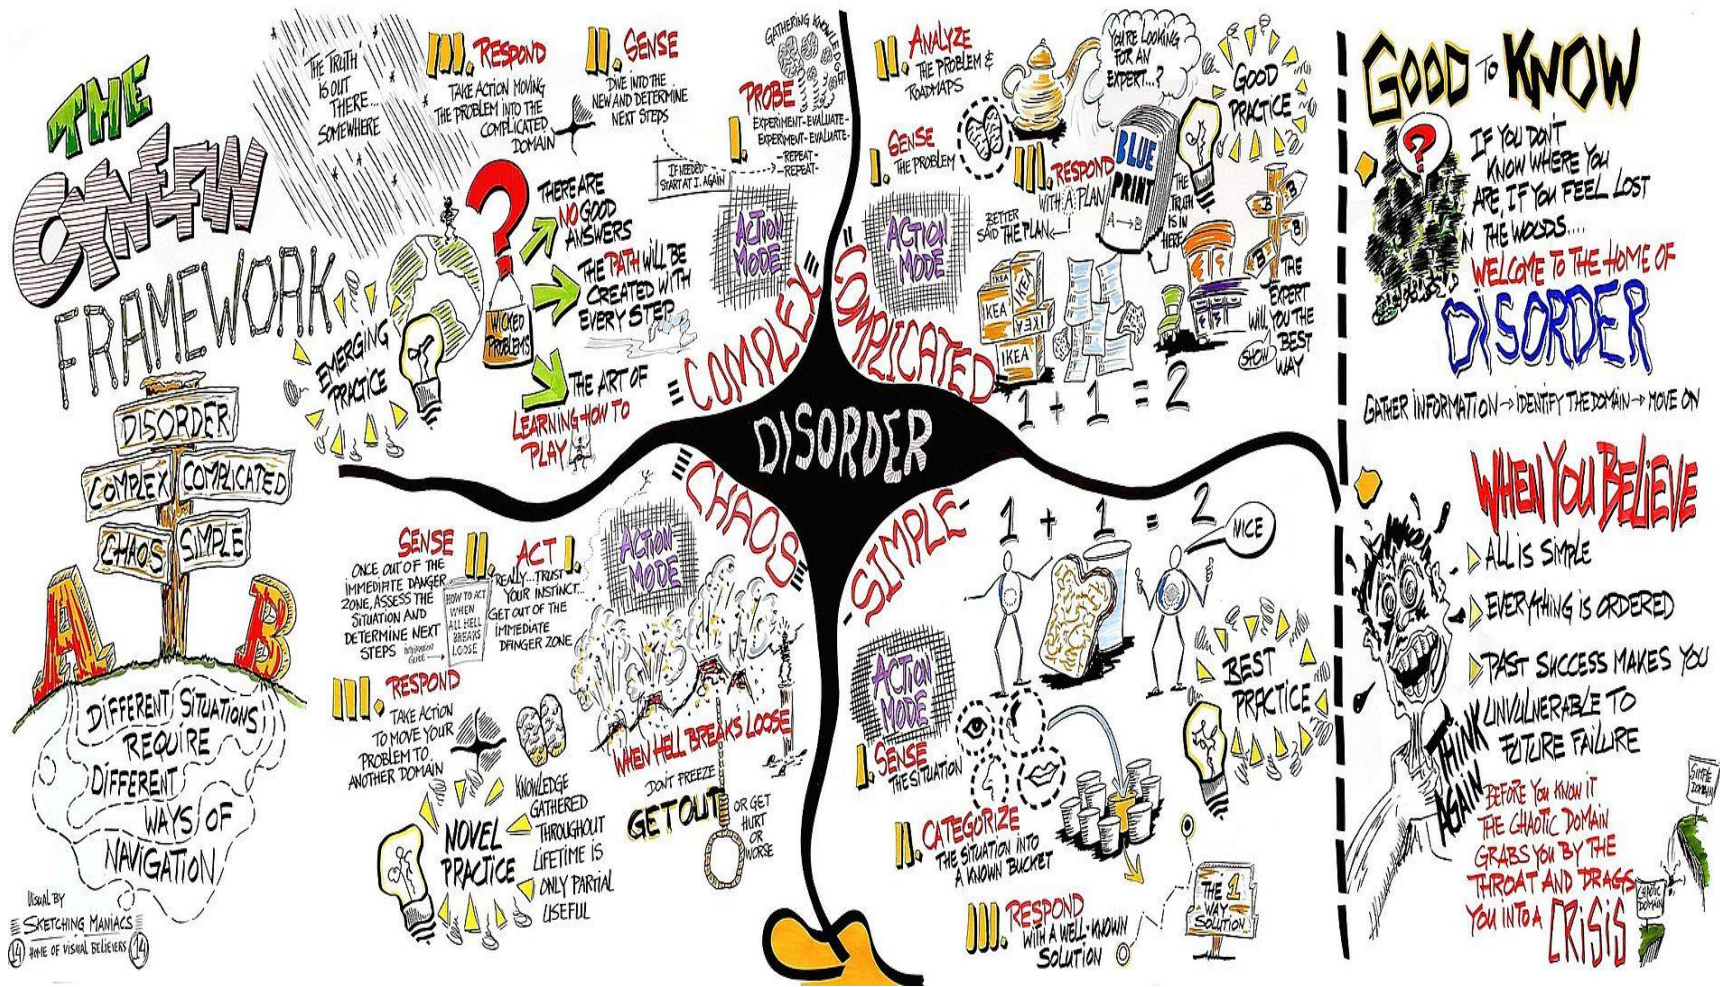 THE
CYNEFIN
FRAMEWORK
DISORDER
COMPLEX
COMPLICATED
CHAOS
SIMPLE
A
B
DIFFERENT SITUATIONS
REQUIRE
DIFFERENT
WAYS OF
NAVIGATION
VISUAL BY
SKETCHING MANIACS
HOME OF VISUAL BELIEVERS
14
14
"THE TRUTH
IS OUT
THERE...
SOMEWHERE
III. RESPOND
TAKE ACTION MOVING
THE PROBLEM INTO THE
COMPLICATED
DOMAIN
II. SENSE
DIVE INTO THE
NEW AND DETERMINE
NEXT STEPS
GATHERING KNOWLEDGE
PROBE
I. EXPERIMENT-EVALUATE-
EXPERIMENT-EVALUATE-
-REPEAT-
-REPEAT-
IF NEEDED
START AT I. AGAIN
ACTION
MODE
?
THERE ARE
NO GOOD
ANSWERS
THE PATH WILL BE
CREATED WITH
EVERY STEP
THE ART OF
LEARNING HOW TO
PLAY
WICKED
PROBLEMS
EMERGING
PRACTICE
= COMPLEX =
II. ANALYZE
THE PROBLEM &
ROADMAPS
YOU'RE LOOKING
FOR AN
EXPERT...?
GOOD
PRACTICE
I. SENSE
THE PROBLEM
III. RESPOND
WITH A PLAN
BLUE
PRINT
A → B
THE
TRUTH
IS IN
HERE
BETTER
SAID THE PLAN ← !
ACTION
MODE
IKEA
IKEA
IKEA
IKEA
IKEA
B
B
B
B
THE
EXPERT
WILL
SHOW
YOU THE
BEST
WAY
= COMPLICATED =
1 + 1 = 2
DISORDER
SENSE
II.
ONCE OUT OF THE
IMMEDIATE DANGER
ZONE, ASSESS THE
SITUATION AND
DETERMINE NEXT
STEPS
ACT I.
REALLY...TRUST
YOUR INSTINCT...
GET OUT OF THE
IMMEDIATE
DANGER ZONE
HOW TO ACT
WHEN
ALL HELL
BREAKS
LOOSE
ACTION
MODE
CHAOS
III. RESPOND
TAKE ACTION
TO MOVE YOUR
PROBLEM TO
ANOTHER DOMAIN
NOVEL
PRACTICE
KNOWLEDGE
GATHERED
THROUGHOUT
LIFETIME IS
ONLY PARTIAL
USEFUL
WHEN HELL BREAKS LOOSE
DON'T FREEZE
GET OUT
OR GET
HURT
OR
WORSE
- SIMPLE -
1 + 1 = 2
NICE
ACTION
MODE
I. SENSE
THE SITUATION
BEST
PRACTICE
II. CATEGORIZE
THE SITUATION INTO
A KNOWN BUCKET
III. RESPOND
WITH A WELL-KNOWN
SOLUTION
THE 1
WAY
SOLUTION
GOOD TO KNOW
?
IF YOU DON'T
KNOW WHERE YOU
ARE, IF YOU FEEL LOST
IN THE WOODS....
WELCOME TO THE HOME OF
DISORDER
GATHER INFORMATION → IDENTIFY THE DOMAIN → MOVE ON
WHEN YOU BELIEVE
ALL IS SIMPLE
EVERYTHING IS ORDERED
PAST SUCCESS MAKES YOU
UNVULNERABLE TO
FUTURE FAILURE
THINK
AGAIN
BEFORE YOU KNOW IT
THE CHAOTIC DOMAIN
GRABS YOU BY THE
THROAT AND DRAGS
YOU INTO A CRISIS
SIMPLE
DOMAIN
CHAOTIC
DOMAIN